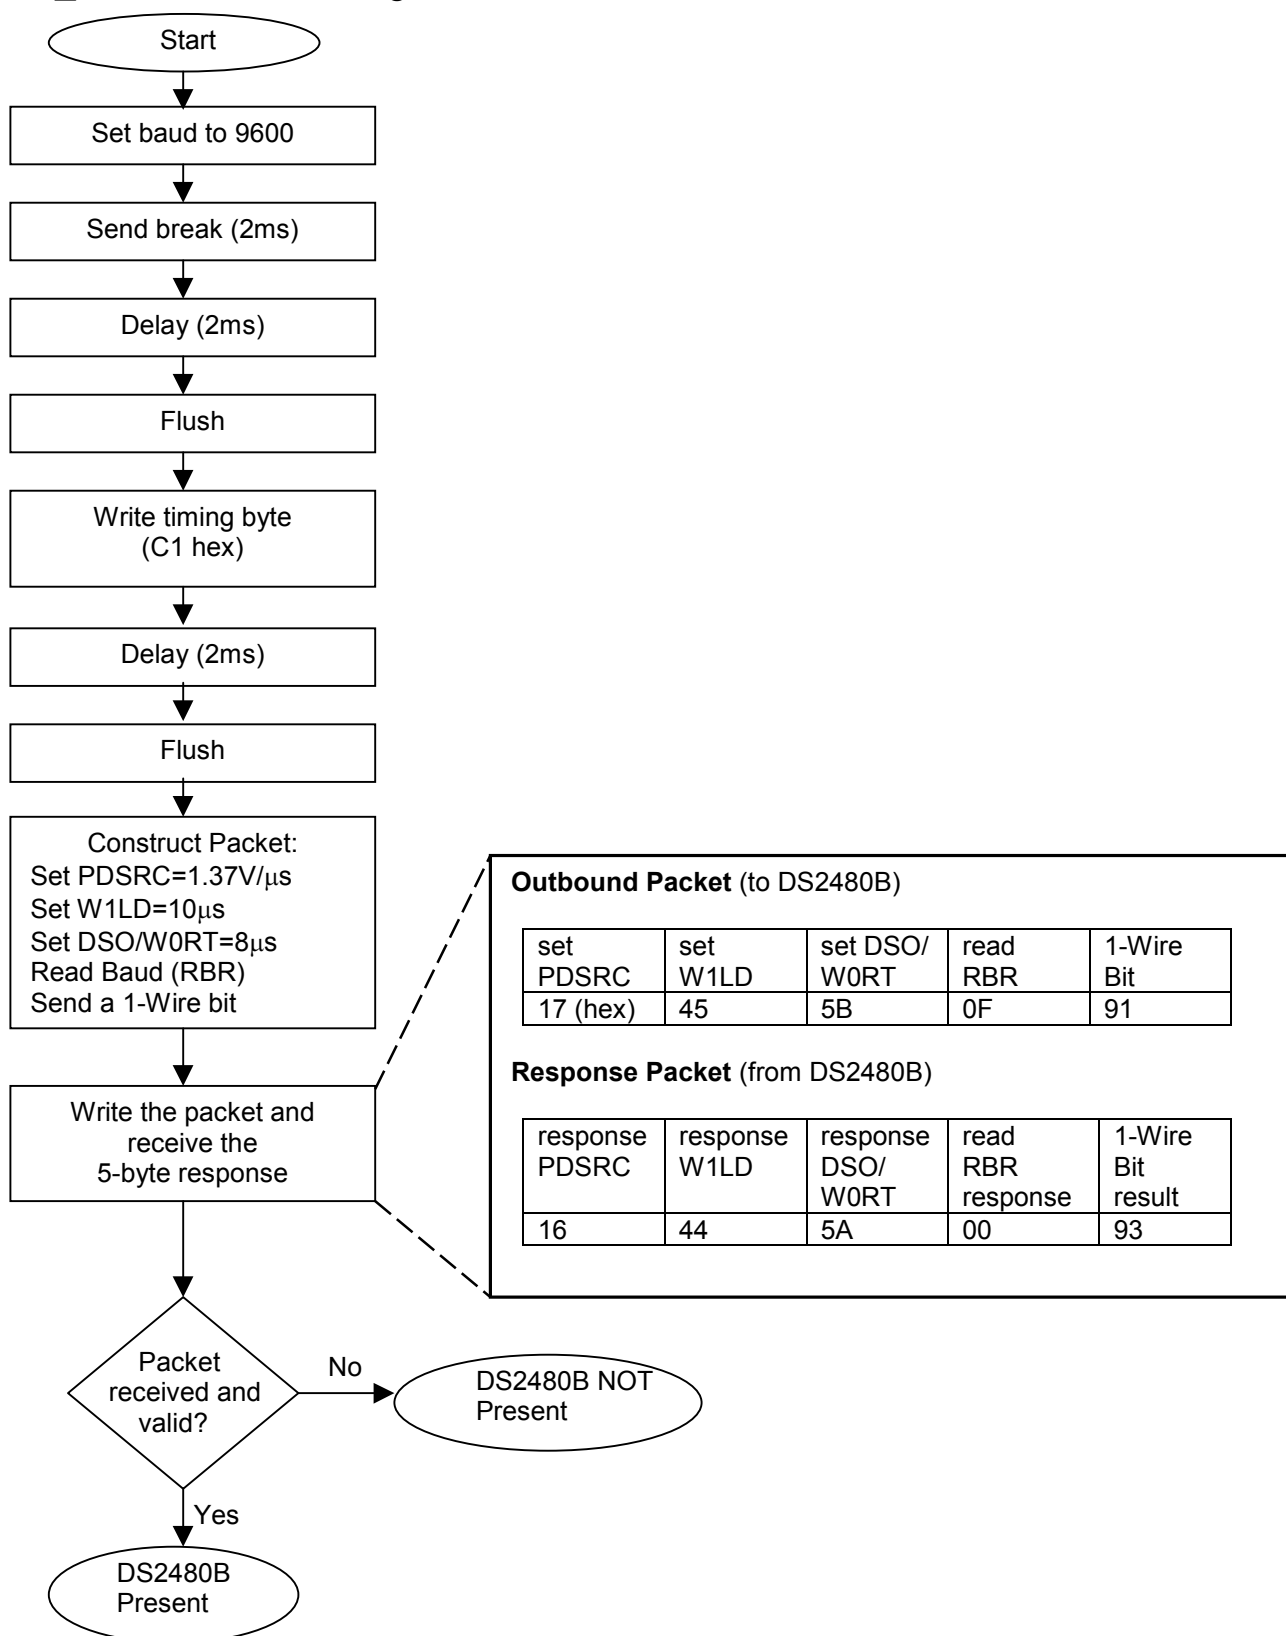 Start
Set baud to 9600
Send break (2ms)
Delay (2ms)
Flush
Write timing byte
(C1 hex)
Delay (2ms)
Flush
Construct Packet:
Set PDSRC=1.37V/μs
Set W1LD=10μs
Set DSO/W0RT=8μs
Read Baud (RBR)
Send a 1-Wire bit
Write the packet and
receive the
5-byte response
Outbound Packet (to DS2480B)
set set set DSO/ read 1-Wire
PDSRC W1LD W0RT RBR Bit
17 (hex) 45 5B 0F 91
Response Packet (from DS2480B)
response response response read 1-Wire
PDSRC W1LD DSO/ RBR Bit
W0RT response result
16 44 5A 00 93
Packet
received and
valid?
No
DS2480B NOT
Present
Yes
DS2480B
Present